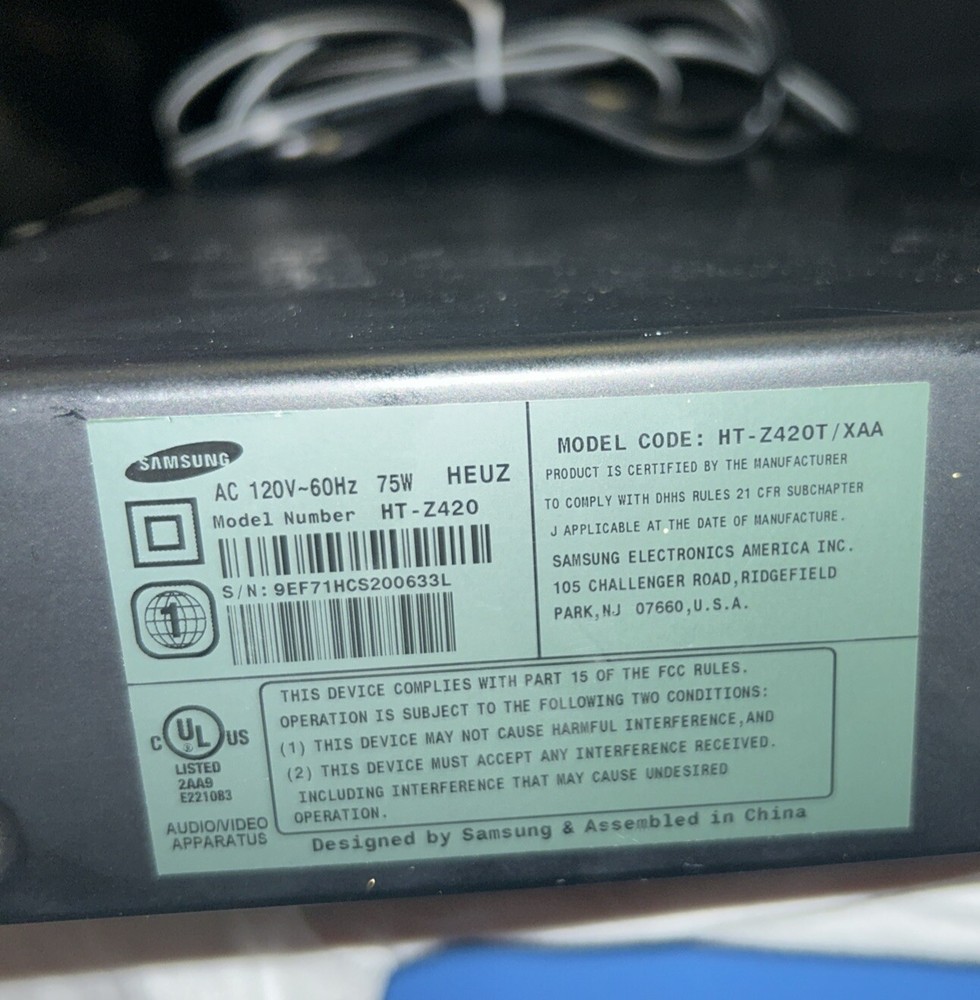 SAMSUNG
AC 120V~60Hz 75W HEUZ
Model Number HT-Z420
S/N: 9EF71HCS200633L
1
MODEL CODE: HT-Z420T/XAA
PRODUCT IS CERTIFIED BY THE MANUFACTURER
TO COMPLY WITH DHHS RULES 21 CFR SUBCHAPTER
J APPLICABLE AT THE DATE OF MANUFACTURE.
SAMSUNG ELECTRONICS AMERICA INC.
105 CHALLENGER ROAD,RIDGEFIELD
PARK,NJ 07660,U.S.A.
C UL® US
LISTED
2AA9
E221083
AUDIO/VIDEO
APPARATUS
THIS DEVICE COMPLIES WITH PART 15 OF THE FCC RULES.
OPERATION IS SUBJECT TO THE FOLLOWING TWO CONDITIONS:
(1) THIS DEVICE MAY NOT CAUSE HARMFUL INTERFERENCE,AND
(2) THIS DEVICE MUST ACCEPT ANY INTERFERENCE RECEIVED.
INCLUDING INTERFERENCE THAT MAY CAUSE UNDESIRED
OPERATION.
Designed by Samsung & Assembled in China